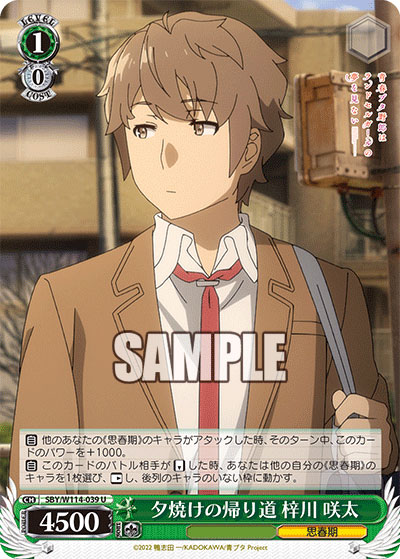 LEVEL
1
0
COST
青春ブタ野郎は
ランドセルガールの
夢を見ない
SAMPLE
他のあなたの《思春期》のキャラがアタックした時、そのターン中、このカードのパワーを+1000。
このカードのバトル相手が したた時、あなたは他の自分の《思春期》のキャラを1枚選び、 し、後列のキャラのいない枠に動かす。
CH SBY/W114-039 U
4500
夕焼けの帰り道 梓川 咲太
思春期
©2022 鴨志田 一/KADOKAWA/青ブタ Project